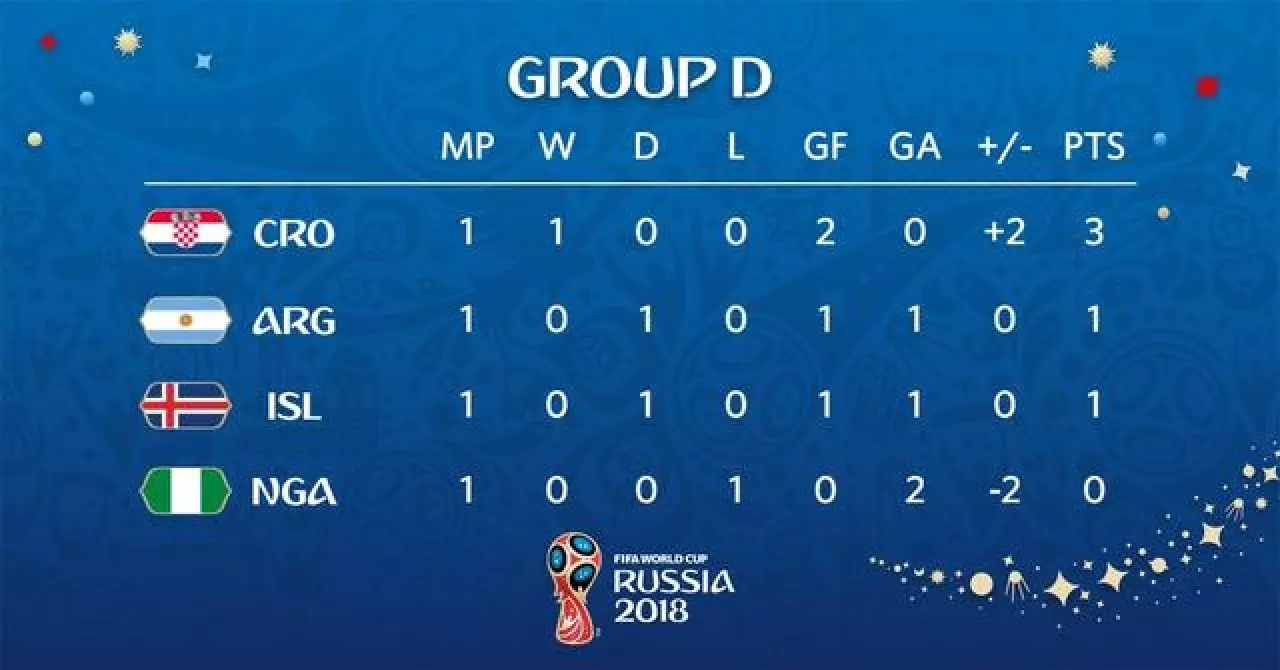 GROUP D
MP W D L GF GA +/- PTS
CRO 1 1 0 0 2 0 +2 3
ARG 1 0 1 0 1 1 0 1
ISL 1 0 1 0 1 1 0 1
NGA 1 0 0 1 0 2 -2 0
FIFA WORLD CUP
RUSSIA
2018